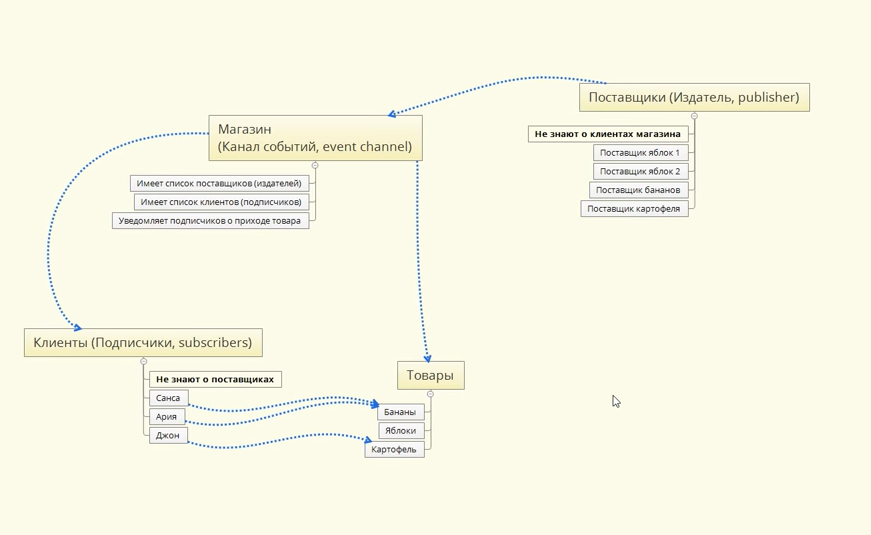 Поставщики (Издатель, publisher)
Не знают о клиентах магазина
Поставщик яблок 1
Поставщик яблок 2
Поставщик бананов
Поставщик картофеля
Магазин
(Канал событий, event channel)
Имеет список поставщиков (издателей)
Имеет список клиентов (подписчиков)
Уведомляет подписчиков о приходе товара
Клиенты (Подписчики, subscribers)
Не знают о поставщиках
Санса
Ария
Джон
Товары
Бананы
Яблоки
Картофель